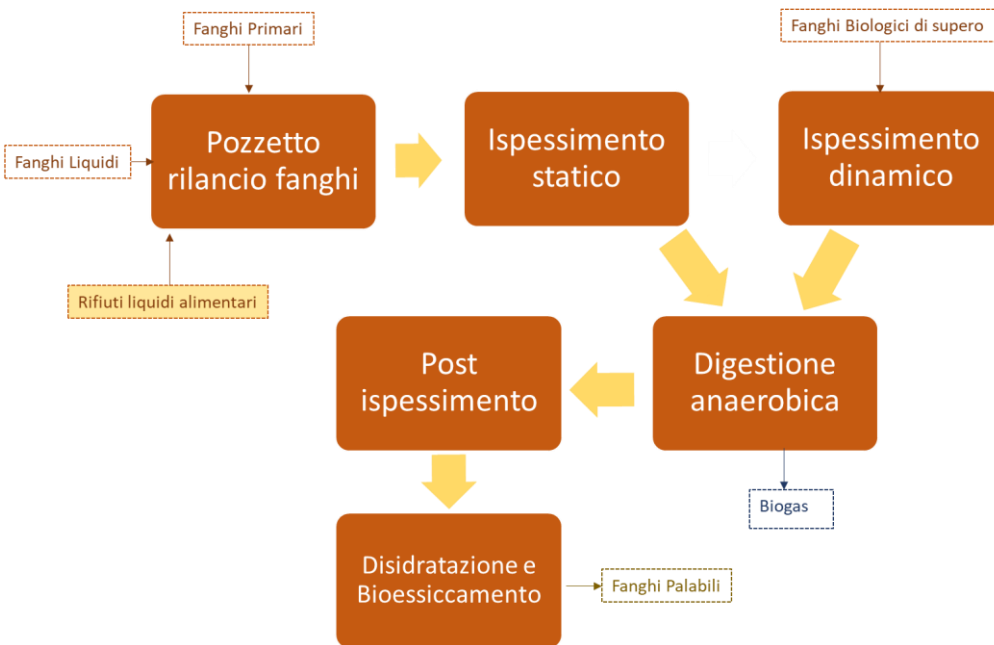 Fanghi Primari
Fanghi Biologici di supero
Pozzetto
rilancio fanghi
Ispessimento
statico
Ispessimento
dinamico
Fanghi Liquidi
Rifiuti liquidi alimentari
Post
ispessimento
Digestione
anaerobica
Biogas
Disidratazione e
Bioessiccamento
Fanghi Palabili